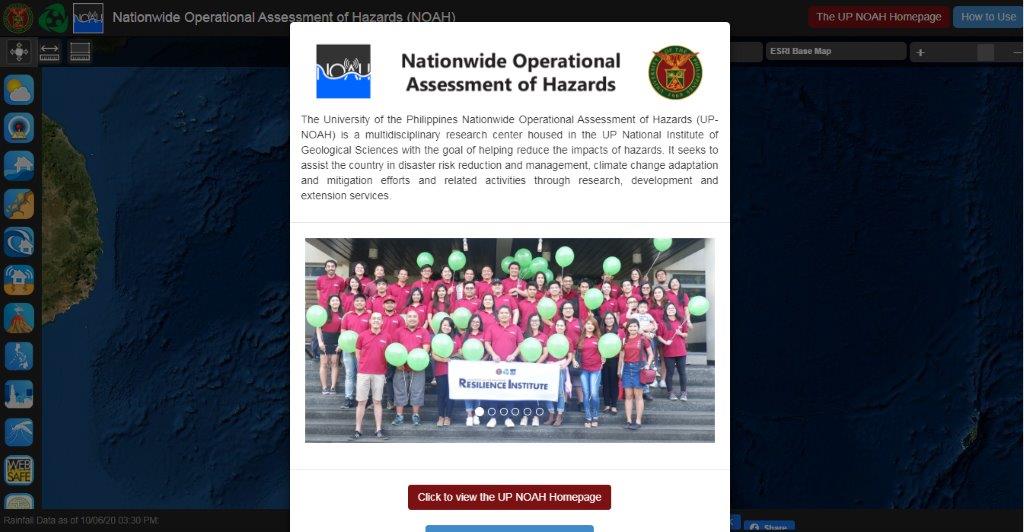 NOAH
Nationwide Operational Assessment of Hazards (NOAH)
The UP NOAH Homepage
How to Use
ESRI Base Map
NOAH
Nationwide Operational
Assessment of Hazards
The University of the Philippines Nationwide Operational Assessment of Hazards (UP-
NOAH) is a multidisciplinary research center housed in the UP National Institute of
Geological Sciences with the goal of helping reduce the impacts of hazards. It seeks to
assist the country in disaster risk reduction and management, climate change adaptation
and mitigation efforts and related activities through research, development and
extension services.
RESILIENCE INSTITUTE
WEB
SAFE
Click to view the UP NOAH Homepage
Rainfall Data as of 10/06/20 03:30 PM:
Share